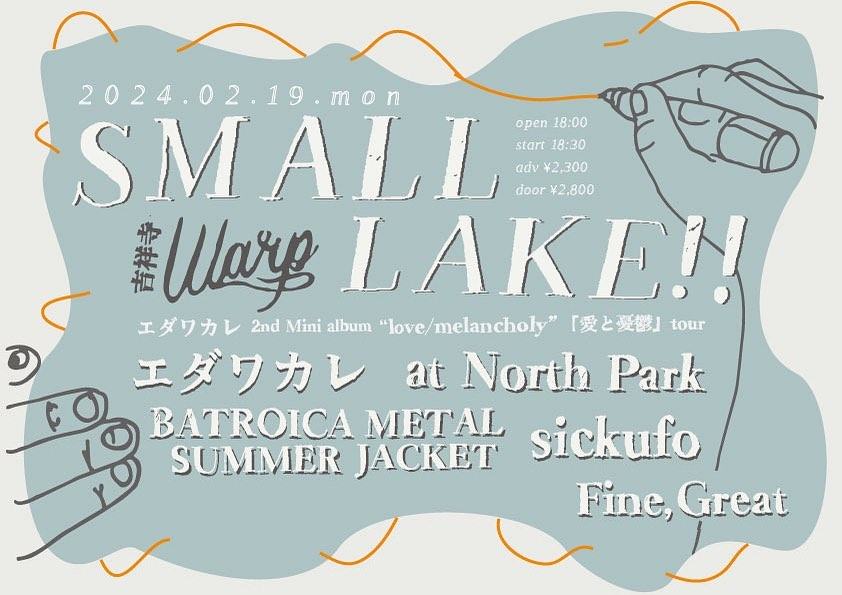 2024.02.19.mon
SMALL
open 18:00
start 18:30
adv ¥2,300
door ¥2,800
吉祥寺 Warp
LAKE!!
エダワカレ 2nd Mini album “love/melancholy” 『愛と憂鬱』 tour
エダワカレ at North Park
BATROICA METAL
SUMMER JACKET
sickufo
Fine, Great